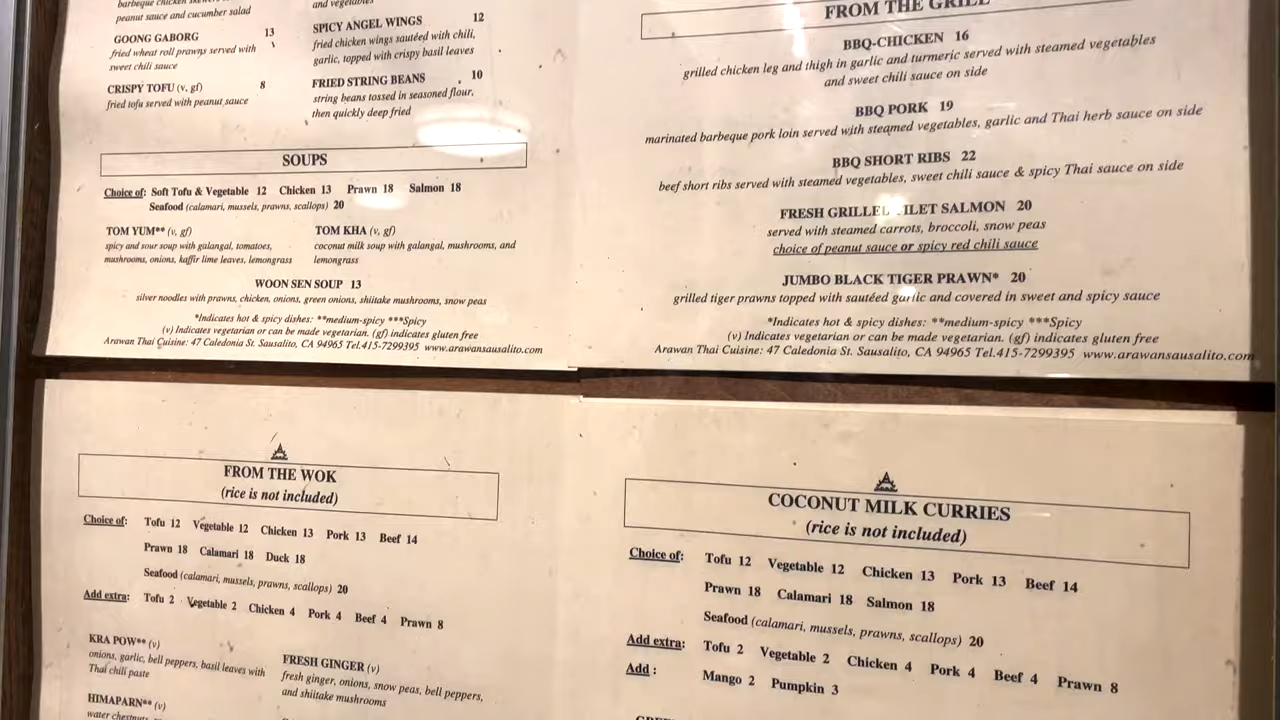 barbeque chicken
peanut sauce and cucumber salad
GOONG GABORG 13
fried wheat roll prawns served with
sweet chili sauce
CRISPY TOFU (v, gf) 8
fried tofu served with peanut sauce
and vegetables
SPICY ANGEL WINGS 12
fried chicken wings sautéed with chili,
garlic, topped with crispy basil leaves
FRIED STRING BEANS 10
string beans tossed in seasoned flour,
then quickly deep fried
SOUPS
Choice of: Soft Tofu & Vegetable 12 Chicken 13 Prawn 18 Salmon 18
Seafood (calamari, mussels, prawns, scallops) 20
TOM YUM** (v, gf)
spicy and sour soup with galangal, tomatoes,
mushrooms, onions, kaffir lime leaves, lemongrass
TOM KHA (v, gf)
coconut milk soup with galangal, mushrooms, and
lemongrass
WOON SEN SOUP 13
silver noodles with prawns, chicken, onions, green onions, shiitake mushrooms, snow peas
*Indicates hot & spicy dishes: **medium-spicy ***Spicy
(v) Indicates vegetarian or can be made vegetarian. (gf) indicates gluten free
Arawan Thai Cuisine: 47 Caledonia St. Sausalito, CA 94965 Tel.415-7299395 www.arawansausalito.com
FROM THE GRILL
BBQ-CHICKEN 16
grilled chicken leg and thigh in garlic and turmeric served with steamed vegetables
and sweet chili sauce on side
BBQ PORK 19
marinated barbeque pork loin served with steamed vegetables, garlic and Thai herb sauce on side
BBQ SHORT RIBS 22
beef short ribs served with steamed vegetables, sweet chili sauce & spicy Thai sauce on side
FRESH SALMON 20
served with steamed carrots, broccoli, snow peas
choice of peanut sauce or spicy red chili sauce
JUMBO BLACK TIGER PRAWN* 20
grilled tiger prawns topped with sautéed garlic and covered in sweet and spicy sauce
*Indicates hot & spicy dishes: **medium-spicy ***Spicy
(v) Indicates vegetarian or can be made vegetarian. (gf) indicates gluten free
Arawan Thai Cuisine: 47 Caledonia St. Sausalito, CA 94965 Tel.415-7299395 www.arawansausalito.com
FROM THE WOK
(rice is not included)
Choice of: Tofu 12 Vegetable 12 Chicken 13 Pork 13 Beef 14
Prawn 18 Calamari 18 Duck 18
Seafood (calamari, mussels, prawns, scallops) 20
Add extra: Tofu 2 Vegetable 2 Chicken 4 Pork 4 Beef 4 Prawn 8
KRA POW** (v)
onions, garlic, bell peppers, basil leaves with
Thai chili paste
HIMAPARN** (v)
water
FRESH GINGER (v)
fresh ginger, onions, snow peas, bell peppers,
and shiitake mushrooms
COCONUT MILK CURRIES
(rice is not included)
Choice of: Tofu 12 Vegetable 12 Chicken 13 Pork 13 Beef 14
Prawn 18 Calamari 18 Salmon 18
Seafood (calamari, mussels, prawns, scallops) 20
Add extra: Tofu 2 Vegetable 2 Chicken 4 Pork 4 Beef 4 Prawn 8
Add : Mango 2 Pumpkin 3